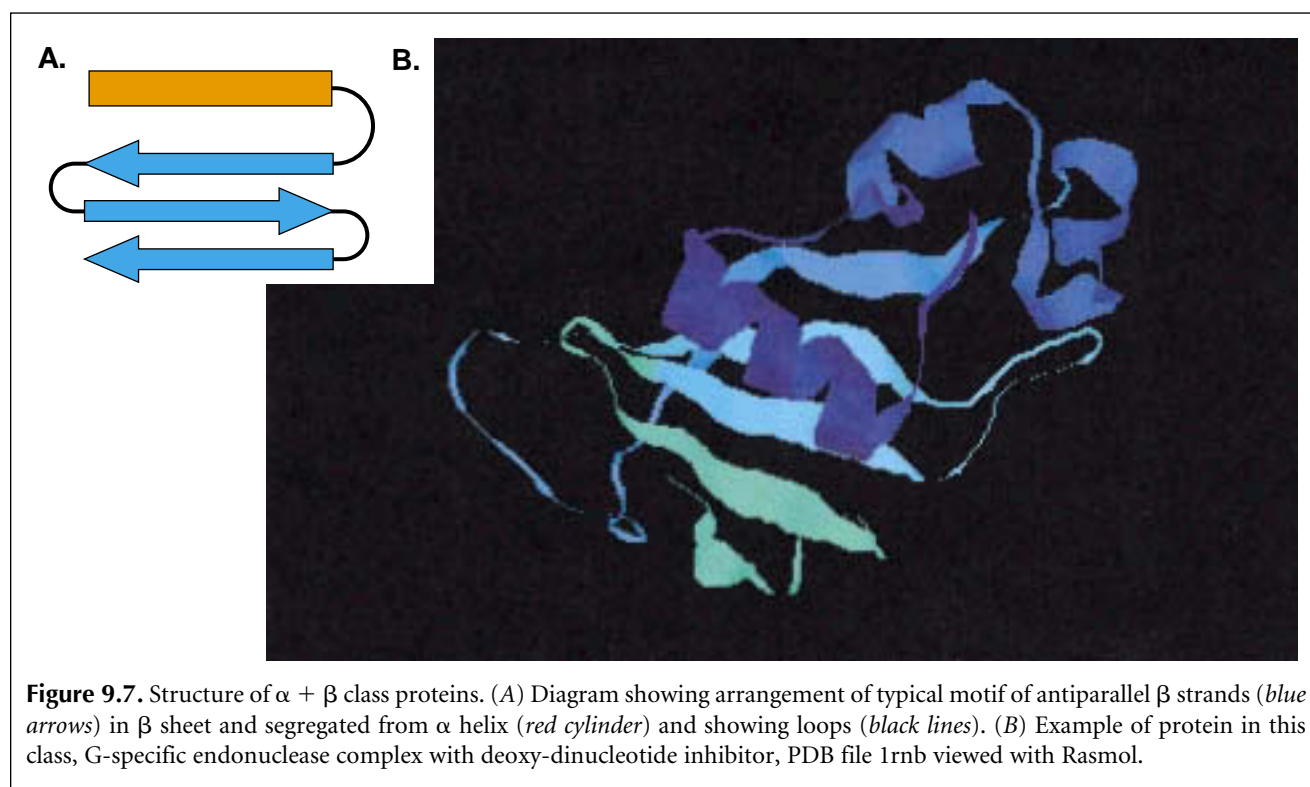 A.
B.
Figure 9.7. Structure of α + β class proteins. (A) Diagram showing arrangement of typical motif of antiparallel β strands (blue
arrows) in β sheet and segregated from α helix (red cylinder) and showing loops (black lines). (B) Example of protein in this
class, G-specific endonuclease complex with deoxy-dinucleotide inhibitor, PDB file 1rnb viewed with Rasmol.